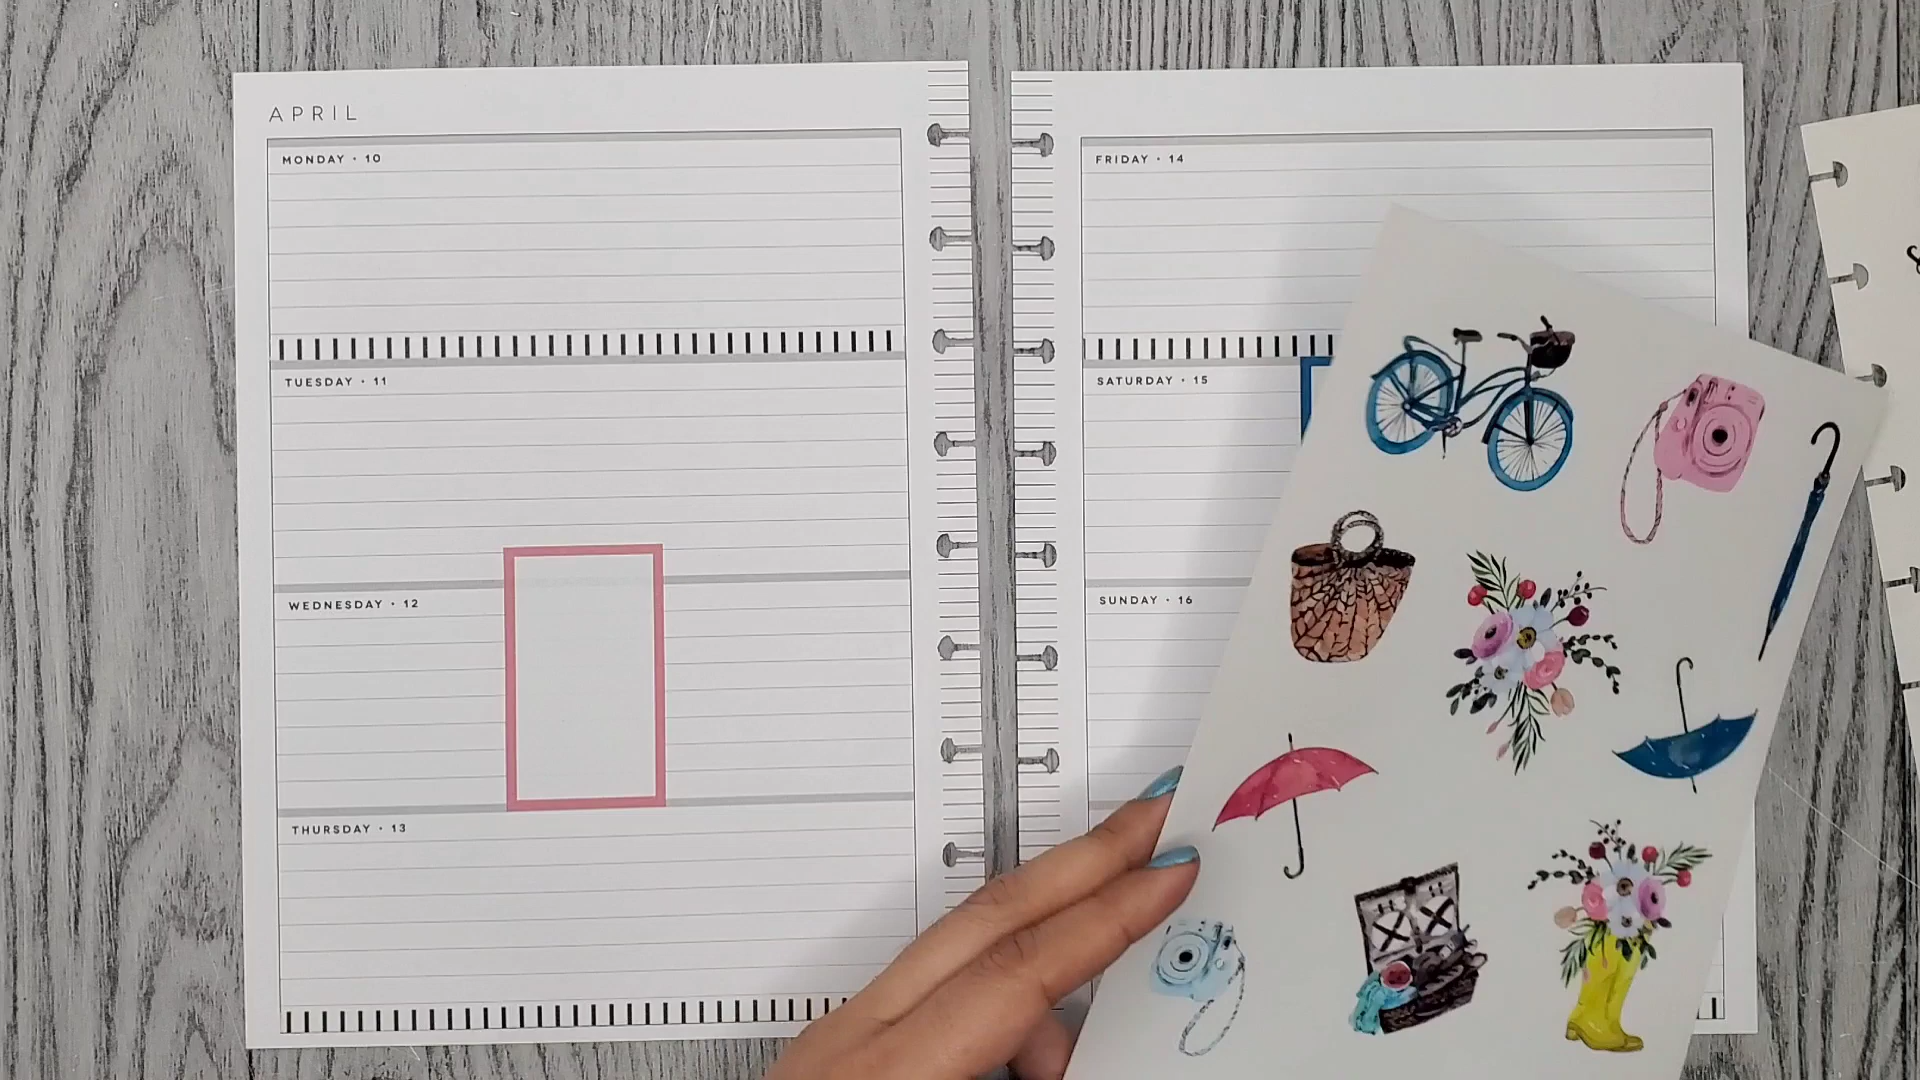 APRIL
MONDAY · 10
TUESDAY · 11
WEDNESDAY · 12
THURSDAY · 13
FRIDAY · 14
SATURDAY · 15
SUNDAY · 16